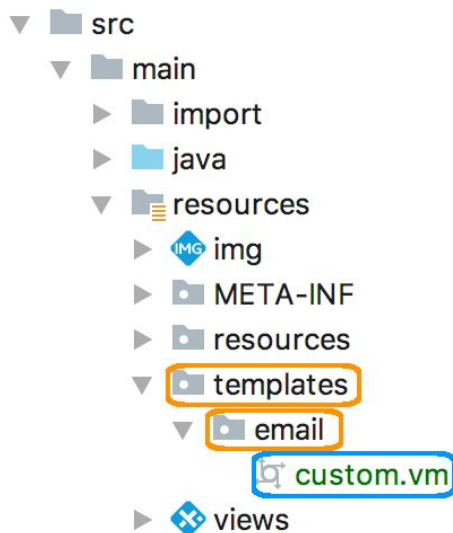 src
main
import
java
resources
IMG img
META-INF
resources
templates
email
custom.vm
views